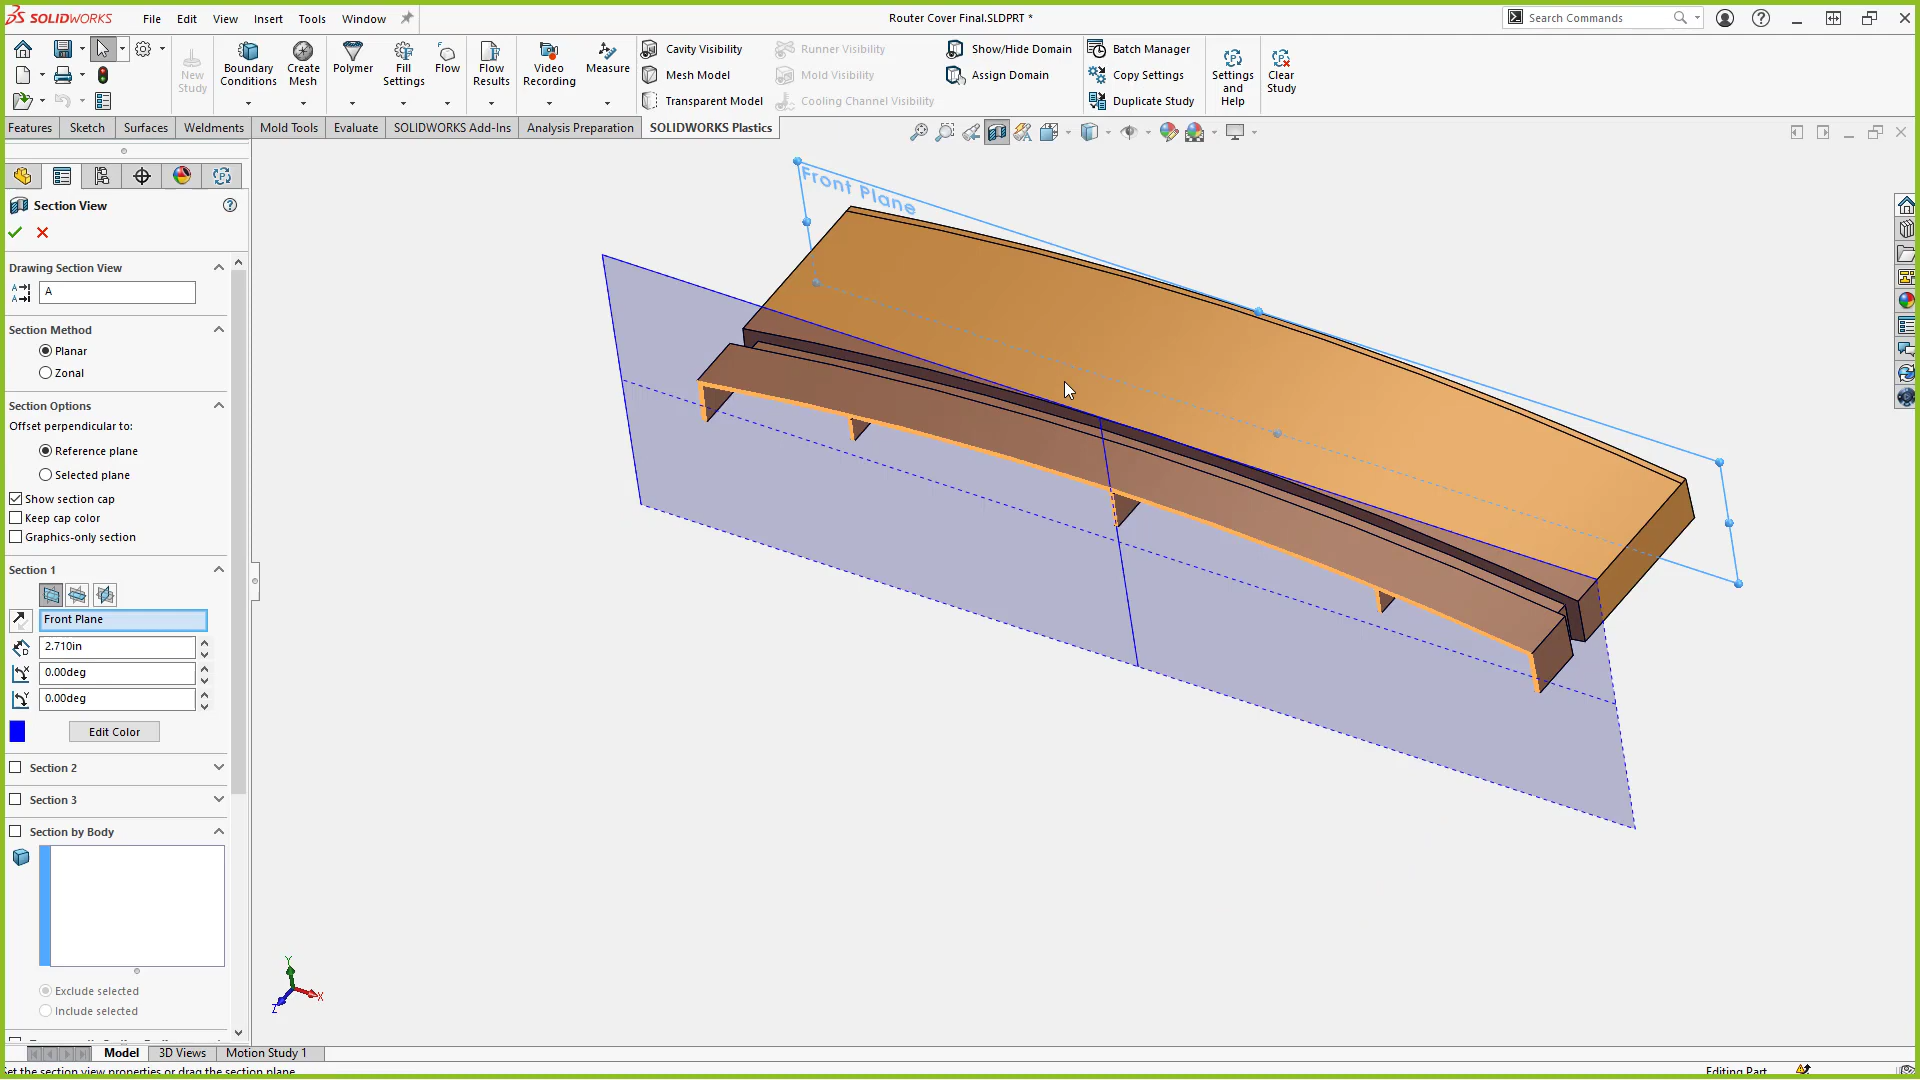 SOLIDWORKS
File Edit View Insert Tools Window
Router Cover Final.SLDPRT *
Search Commands
New Study
Boundary Conditions
Create Mesh
Polymer
Fill Settings
Flow
Flow Results
Video Recording
Measure
Cavity Visibility
Mesh Model
Transparent Model
Runner Visibility
Mold Visibility
Cooling Channel Visibility
Show/Hide Domain
Assign Domain
Batch Manager
Copy Settings
Duplicate Study
Settings and Help
Clear Study
Features Sketch Surfaces Weldments Mold Tools Evaluate SOLIDWORKS Add-Ins Analysis Preparation SOLIDWORKS Plastics
Section View
Drawing Section View
A
Section Method
Planar
Zonal
Section Options
Offset perpendicular to:
Reference plane
Selected plane
Show section cap
Keep cap color
Graphics-only section
Section 1
Front Plane
2.710in
0.00deg
0.00deg
Edit Color
Section 2
Section 3
Section by Body
Exclude selected
Include selected
Front Plane
Y
X
Z
Model 3D Views Motion Study 1
et the section view properties or drag the section plane
Editing Part